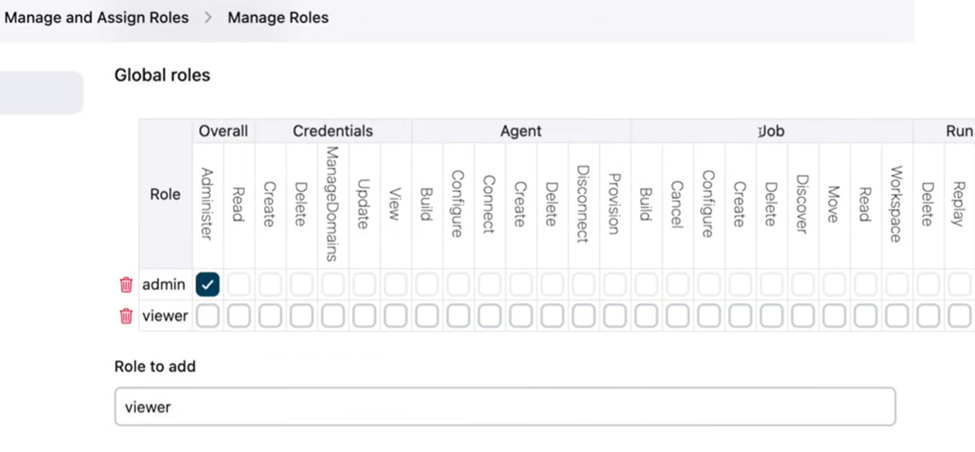 Manage and Assign Roles > Manage Roles
Global roles
Overall Credentials Agent Job Run
Role Administer Read Create Delete ManageDomains Update View Build Configure Connect Create Delete Disconnect Provision Build Cancel Configure Create Delete Discover Move Read Workspace Delete Replay
admin
viewer
Role to add
viewer